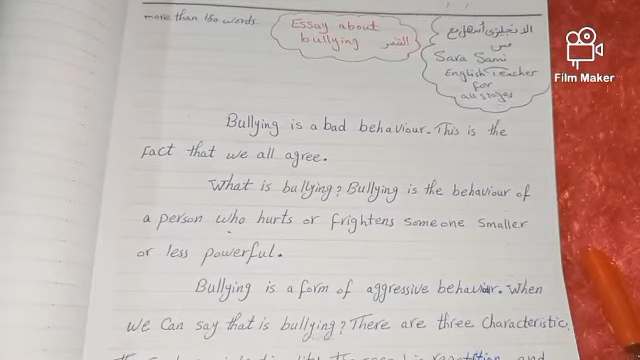 more than 150 words.
Essay about
bullying التنمر
الانجليزى أسهل مع
مس
Sara Sami
English Teacher
for
all stages
Film Maker
Bullying is a bad behaviour. This is the
fact that we all agree.
What is bullying? Bullying is the behaviour of
a person who hurts or frightens someone smaller
or less powerful.
Bullying is a form of aggressive behaviour. When
we can say that is bullying? There are three characteristic.
repetition and